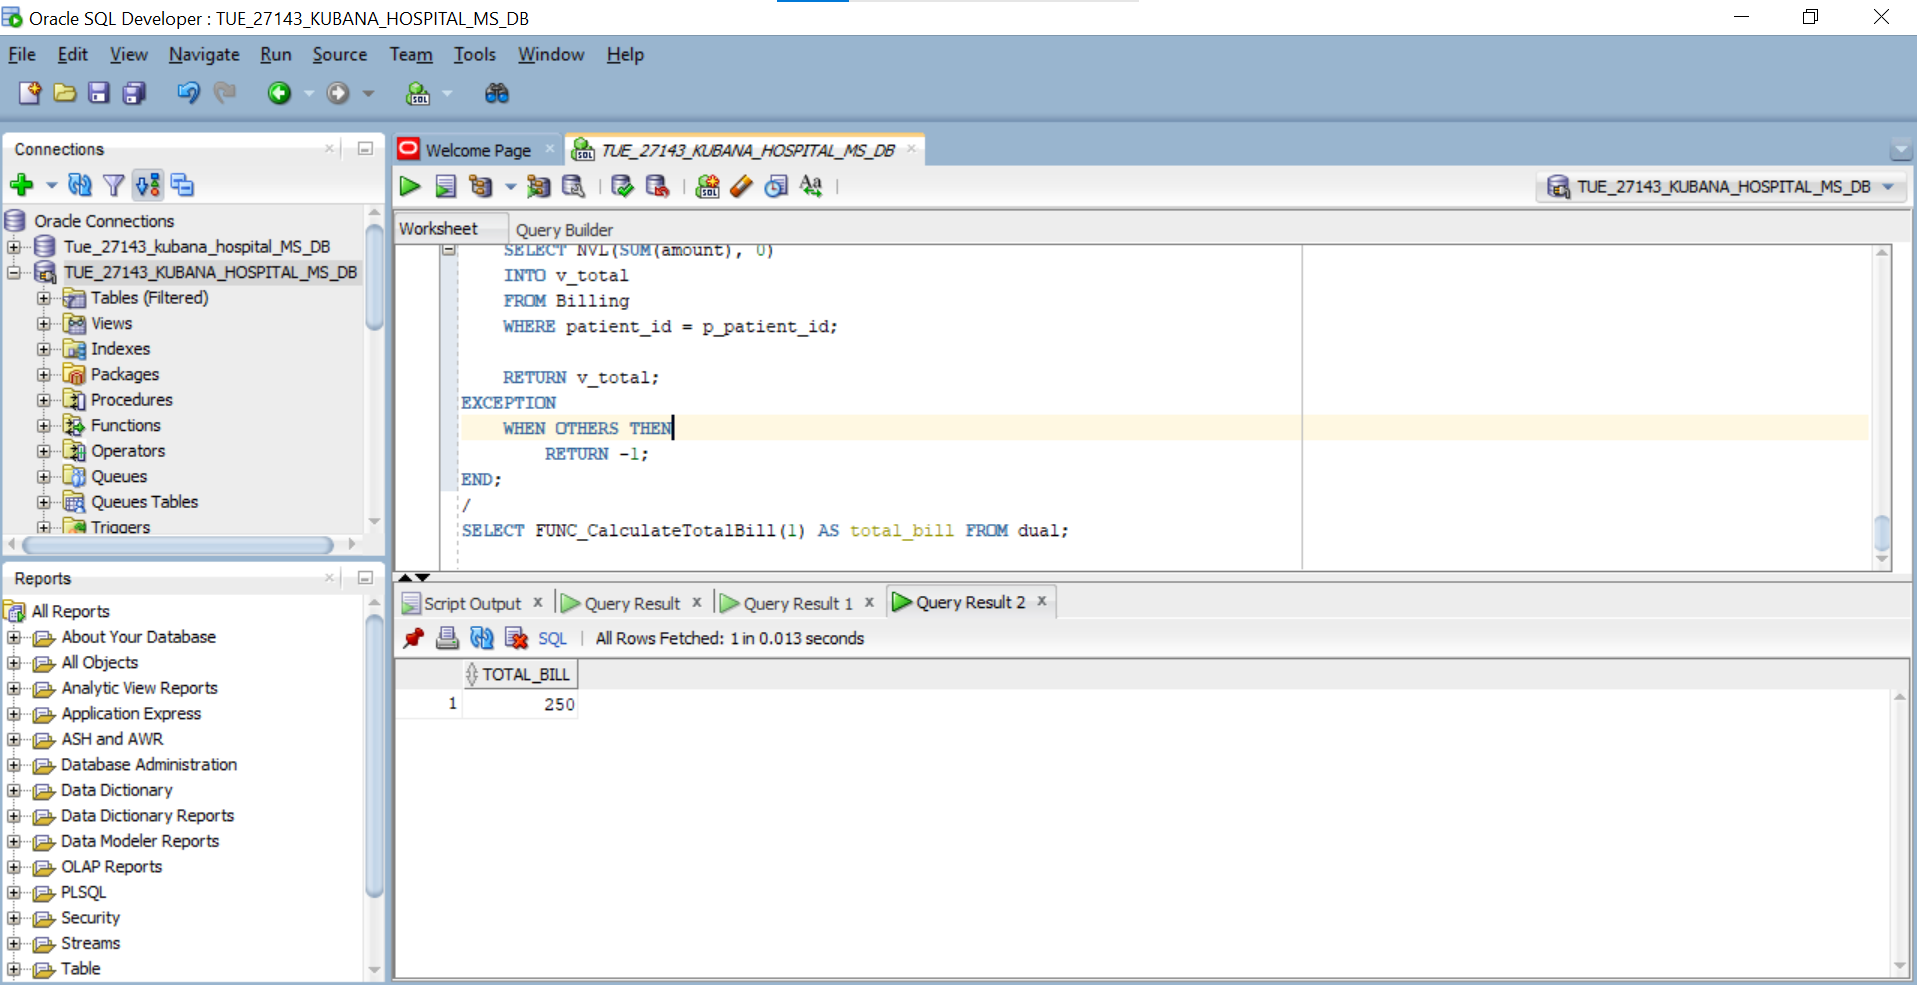 Oracle SQL Developer : TUE_27143_KUBANA_HOSPITAL_MS_DB
File Edit View Navigate Run Source Team Tools Window Help
SQL
Connections
Oracle Connections
Tue_27143_kubana_hospital_MS_DB
TUE_27143_KUBANA_HOSPITAL_MS_DB
Tables (Filtered)
Views
Indexes
Packages
Procedures
Functions
Operators
Queues
Queues Tables
Triggers
Reports
All Reports
About Your Database
All Objects
Analytic View Reports
Application Express
ASH and AWR
Database Administration
Data Dictionary
Data Dictionary Reports
Data Modeler Reports
OLAP Reports
PLSQL
Security
Streams
Table
Welcome Page
SQL TUE_27143_KUBANA_HOSPITAL_MS_DB
SQL Aa
TUE_27143_KUBANA_HOSPITAL_MS_DB
Worksheet Query Builder
SELECT NVL(SUM(amount), 0)
INTO v_total
FROM Billing
WHERE patient_id = p_patient_id;
RETURN v_total;
EXCEPTION
WHEN OTHERS THEN
RETURN -1;
END;
/
SELECT FUNC_CalculateTotalBill(1) AS total_bill FROM dual;
Script Output x Query Result x Query Result 1 x Query Result 2 x
SQL | All Rows Fetched: 1 in 0.013 seconds
TOTAL_BILL
1 250